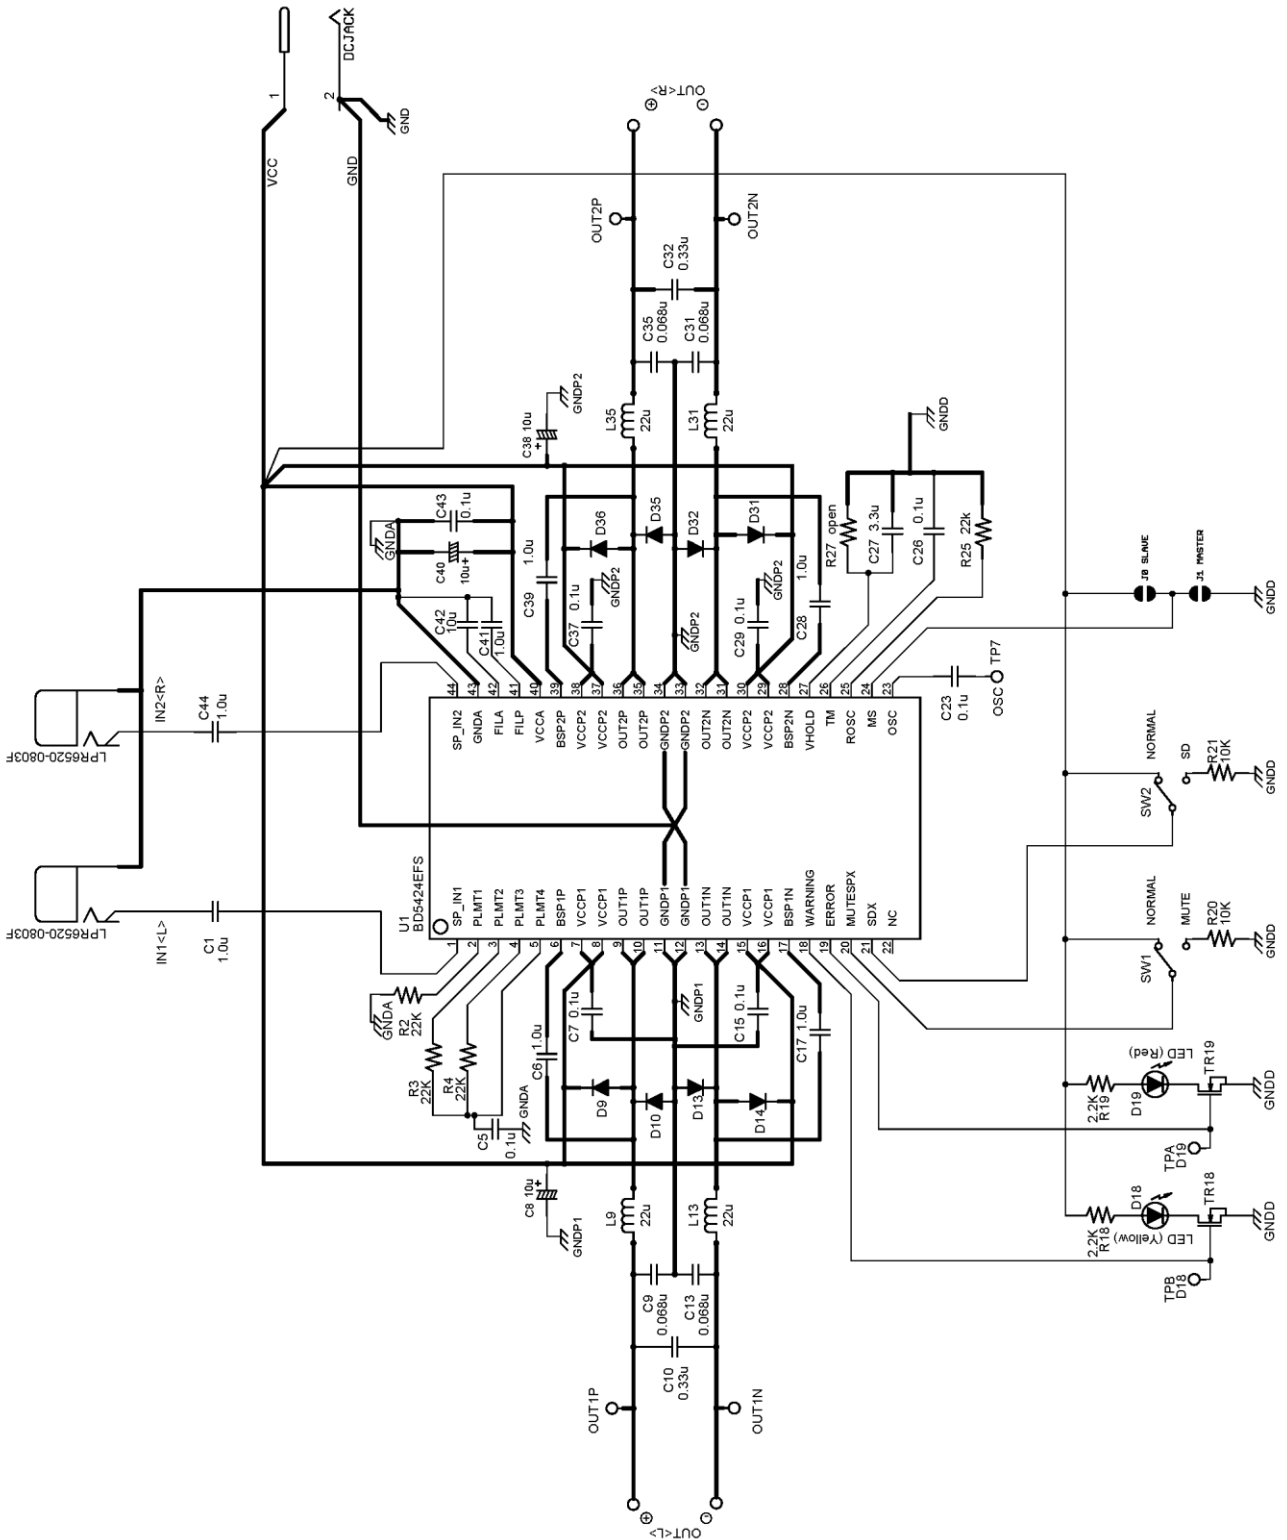 DCJACK
1
2
VCC
GND
GND
LPR6520-0803F
IN2<R>
C44
1.0u
LPR6520-0803F
IN1<L>
C1
1.0u
OUT<R>
+
-
OUT2P
OUT2N
C32
0.33u
C35
0.068u
C31
0.068u
L35
22u
L31
22u
C38 10u
+
GNDP2
D36
D35
D32
D31
C39
1.0u
C37
0.1u
GNDP2
GNDP2
C29
0.1u
GNDP2
C28
1.0u
GNDA
C43
0.1u
C40
10u+
C42
10u
C41
1.0u
R27
open
C27
3.3u
C26
0.1u
R25
22k
GNDD
J0 SLAVE
J1 MASTER
GNDD
C23
0.1u
OSC
TP7
U1
BD5424EFS
44
SP_IN2
43
GNDA
42
FILA
41
FILP
40
VCCA
39
BSP2P
38
VCCP2
37
VCCP2
36
OUT2P
35
OUT2P
34
GNDP2
33
GNDP2
32
OUT2N
31
OUT2N
30
VCCP2
29
VCCP2
28
BSP2N
27
VHOLD
26
TM
25
ROSC
24
MS
23
OSC
SP_IN1
1
PLMT1
2
PLMT2
3
PLMT3
4
PLMT4
5
BSP1P
6
VCCP1
7
VCCP1
8
OUT1P
9
OUT1P
10
GNDP1
11
GNDP1
12
OUT1N
13
OUT1N
14
VCCP1
15
VCCP1
16
BSP1N
17
WARNING
18
ERROR
19
MUTESPX
20
SDX
21
NC
22
GNDA
R2
22K
R3
22K
R4
22K
C5
0.1u
GNDA
C6
1.0u
C7
0.1u
GNDP1
C15
0.1u
C17
1.0u
D9
D10
D13
D14
C8 10u
+
GNDP1
L9
22u
L13
22u
C9
0.068u
C13
0.068u
C10
0.33u
OUT1P
OUT1N
OUT<L>
+
-
NORMAL
SW2
SD
R21
10K
GNDD
NORMAL
SW1
MUTE
R20
10K
GNDD
2.2K
R19
D19
LED (Red)
TR19
GNDD
TPA
D19
2.2K
R18
D18
LED (Yellow)
TR18
GNDD
TPB
D18